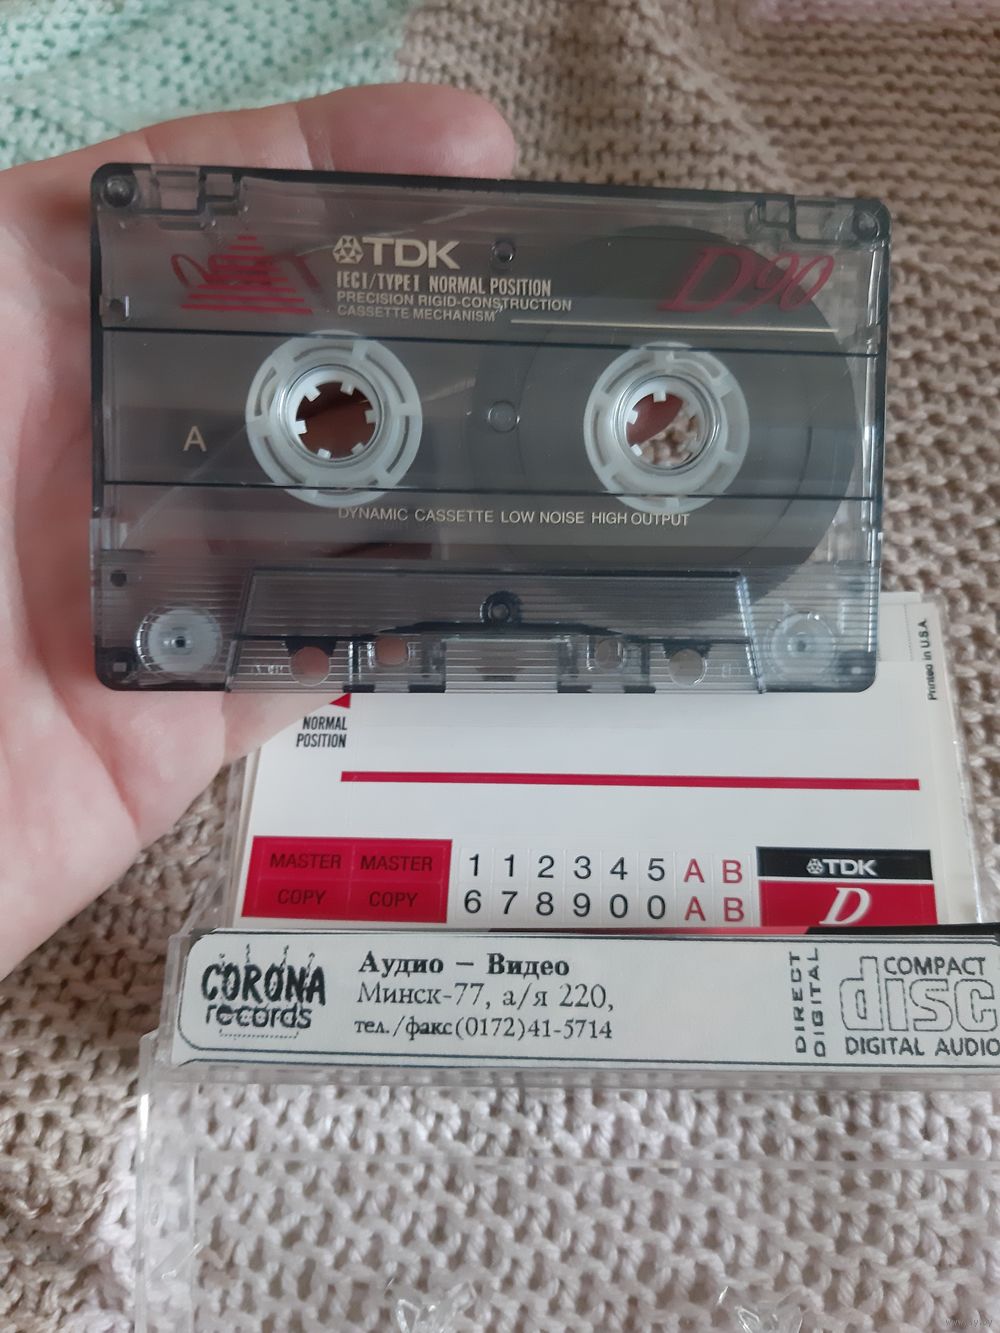 TDK
IECI/TYPE I NORMAL POSITION
PRECISION RIGID-CONSTRUCTION
CASSETTE MECHANISM
D90
A
DYNAMIC CASSETTE LOW NOISE HIGH OUTPUT
Printed in U.S.A.
NORMAL
POSITION
MASTER MASTER 1 1 2 3 4 5 A B
COPY COPY 6 7 8 9 0 0 A B
TDK
D
CORONA
records
Аудио – Видео
Минск-77, а/я 220,
тел./факс(0172)41-5714
DIRECT
DIGITAL
COMPACT
disc
DIGITAL AUDIO